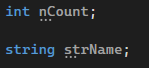 int nCount;
string strName;